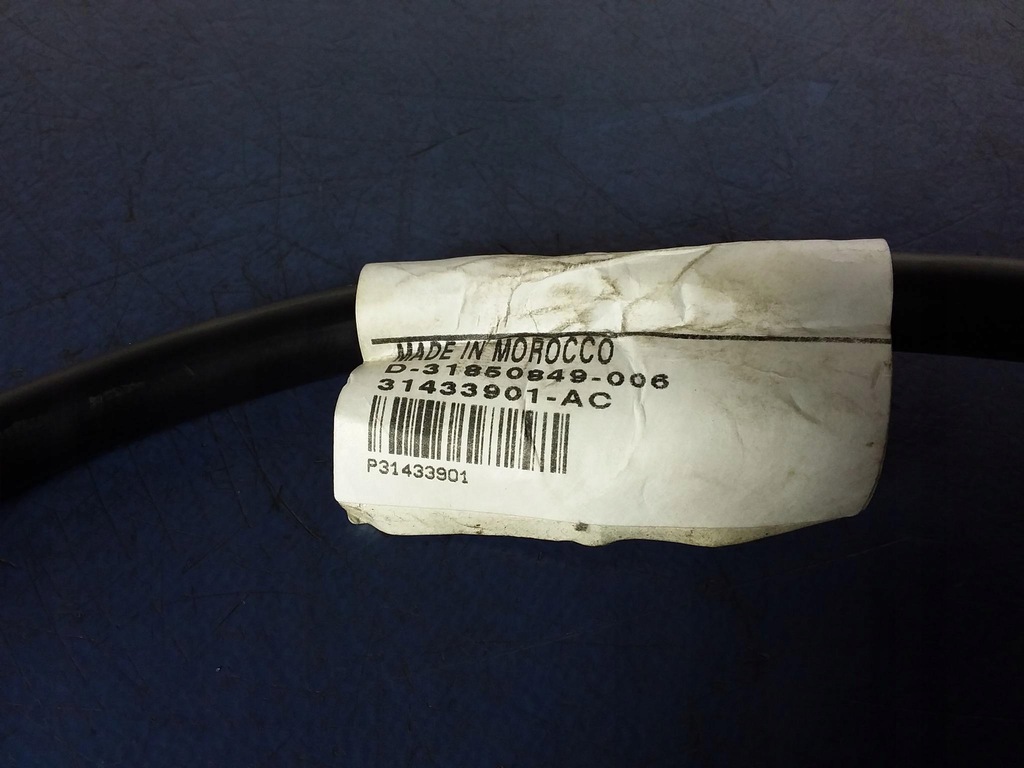 MADE IN MOROCCO
D-31850849-006
31433901-AC
P31433901